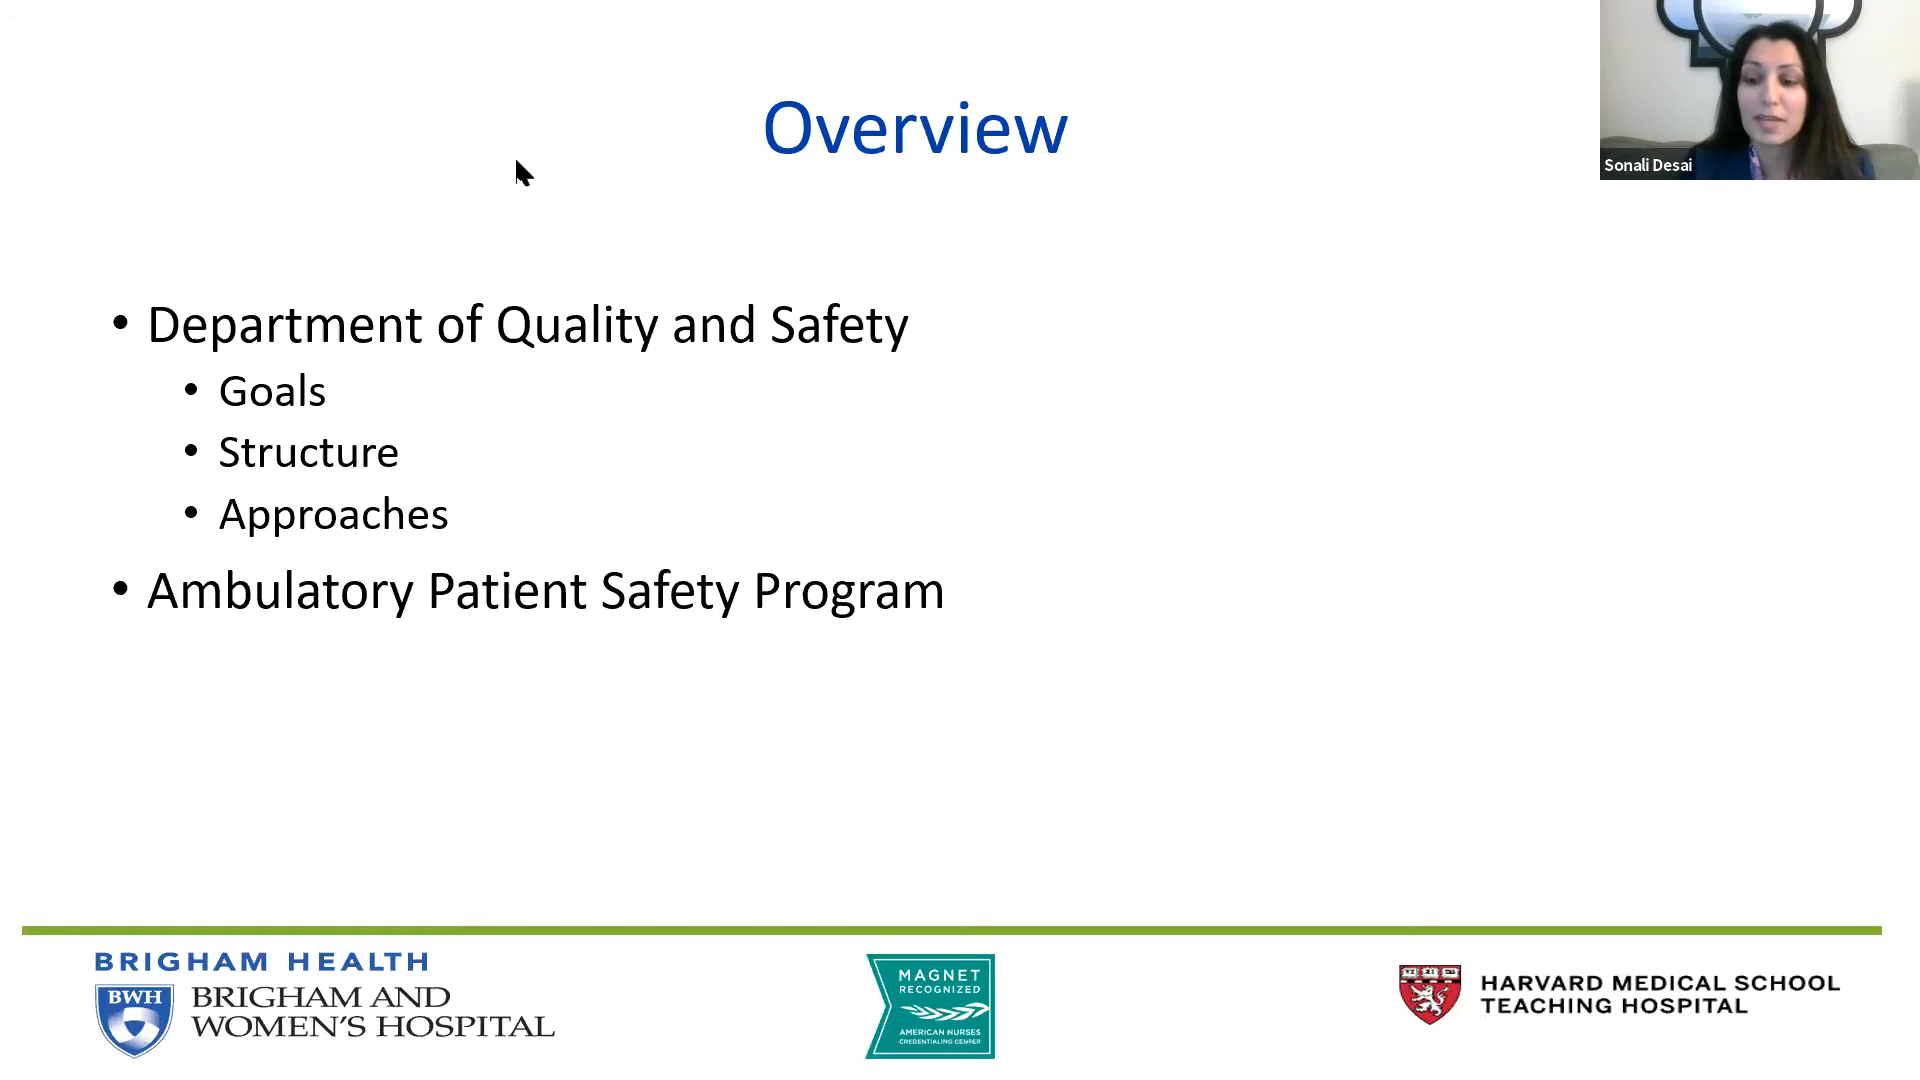 Overview
Sonali Desai
• Department of Quality and Safety
• Goals
• Structure
• Approaches
• Ambulatory Patient Safety Program
BRIGHAM HEALTH
BWH
BRIGHAM AND
WOMEN'S HOSPITAL
MAGNET
RECOGNIZED
AMERICAN NURSES
CREDENTIALING CENTER
HARVARD MEDICAL SCHOOL
TEACHING HOSPITAL